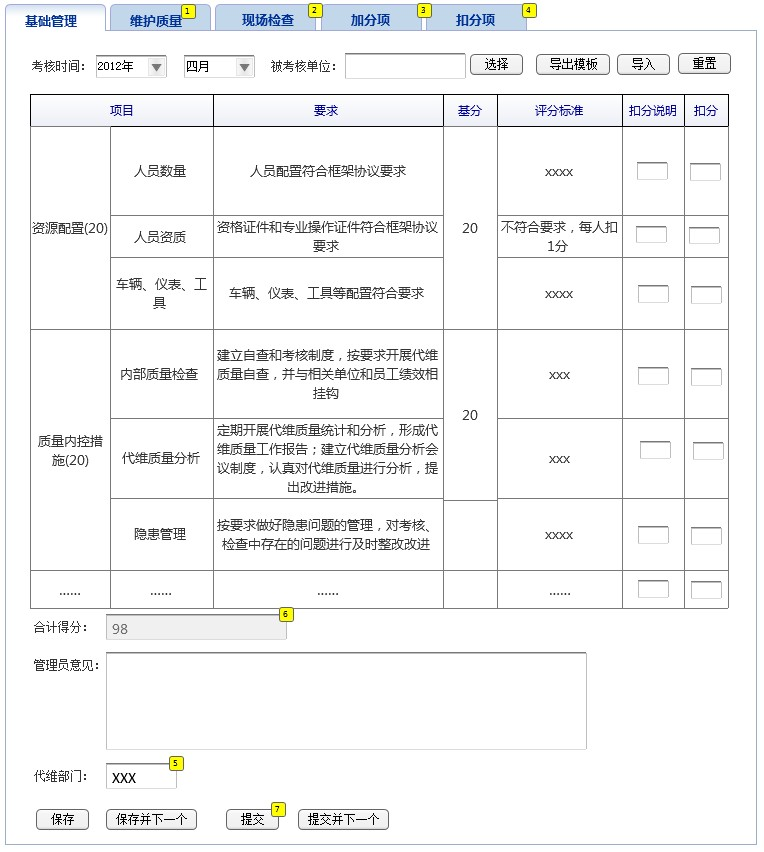 基础管理 维护质量 1 现场检查 2 加分项 3 扣分项 4
考核时间： 2012年 四月 被考核单位： 选择 导出模板 导入 重置
项目 要求 基分 评分标准 扣分说明 扣分
资源配置(20)
人员数量 人员配置符合框架协议要求 xxxx
人员资质
资格证件和专业操作证件符合框架协议
要求
20
不符合要求，每人扣
1分
车辆、仪表、工
具
车辆、仪表、工具等配置符合要求 xxxx
质量内控措
施(20)
内部质量检查
建立自查和考核制度，按要求开展代维
质量自查，并与相关单位和员工绩效相
挂钩
20
xxx
代维质量分析
定期开展代维质量统计和分析，形成代
维质量工作报告；建立代维质量分析会
议制度，认真对代维质量进行分析，提
出改进措施。
xxx
隐患管理
按要求做好隐患问题的管理，对考核、
检查中存在的问题进行及时整改改进
xxxx
...... ...... ...... ......
合计得分： 98 6
管理员意见：
代维部门： XXX 5
保存 保存并下一个 提交 7 提交并下一个